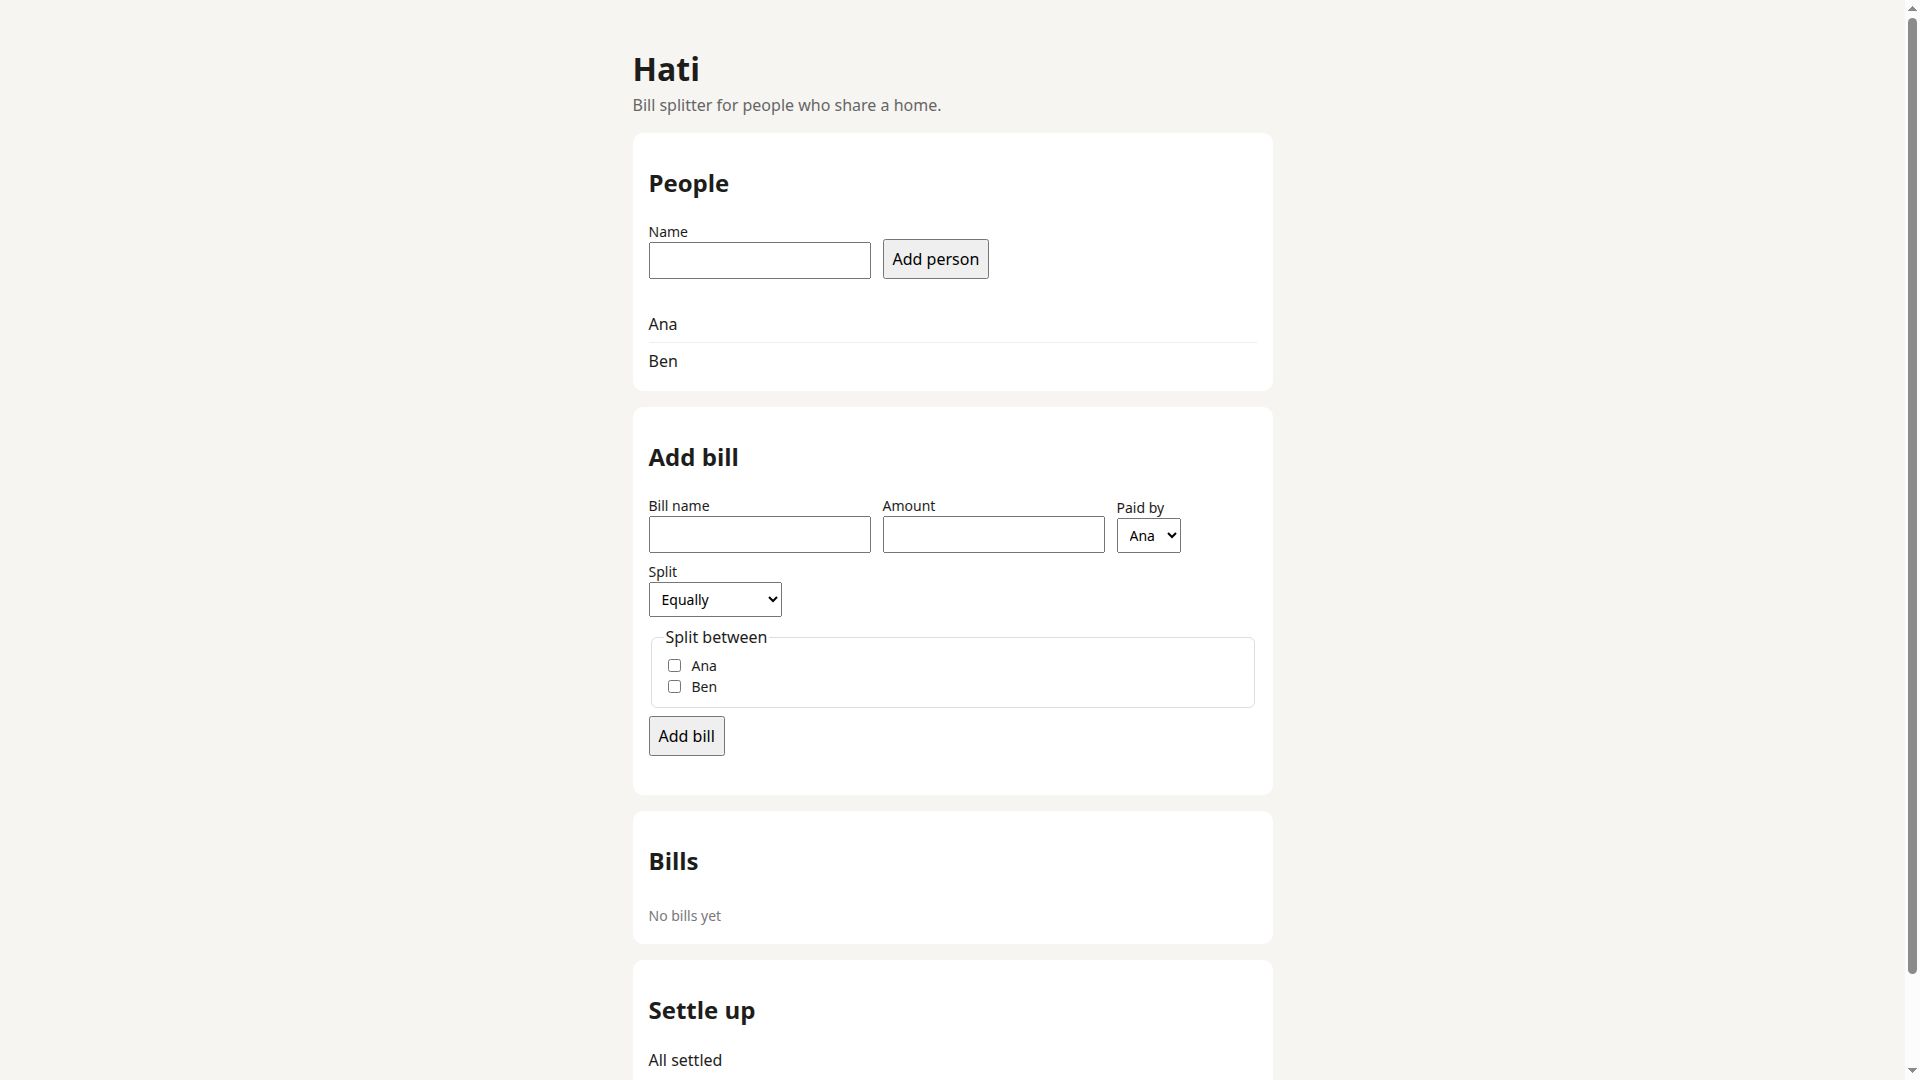 Hati
Bill splitter for people who share a home.
People
Name
Add person
Ana
Ben
Add bill
Bill name
Amount
Paid by
Ana
Split
Equally
Split between
Ana
Ben
Add bill
Bills
No bills yet
Settle up
All settled